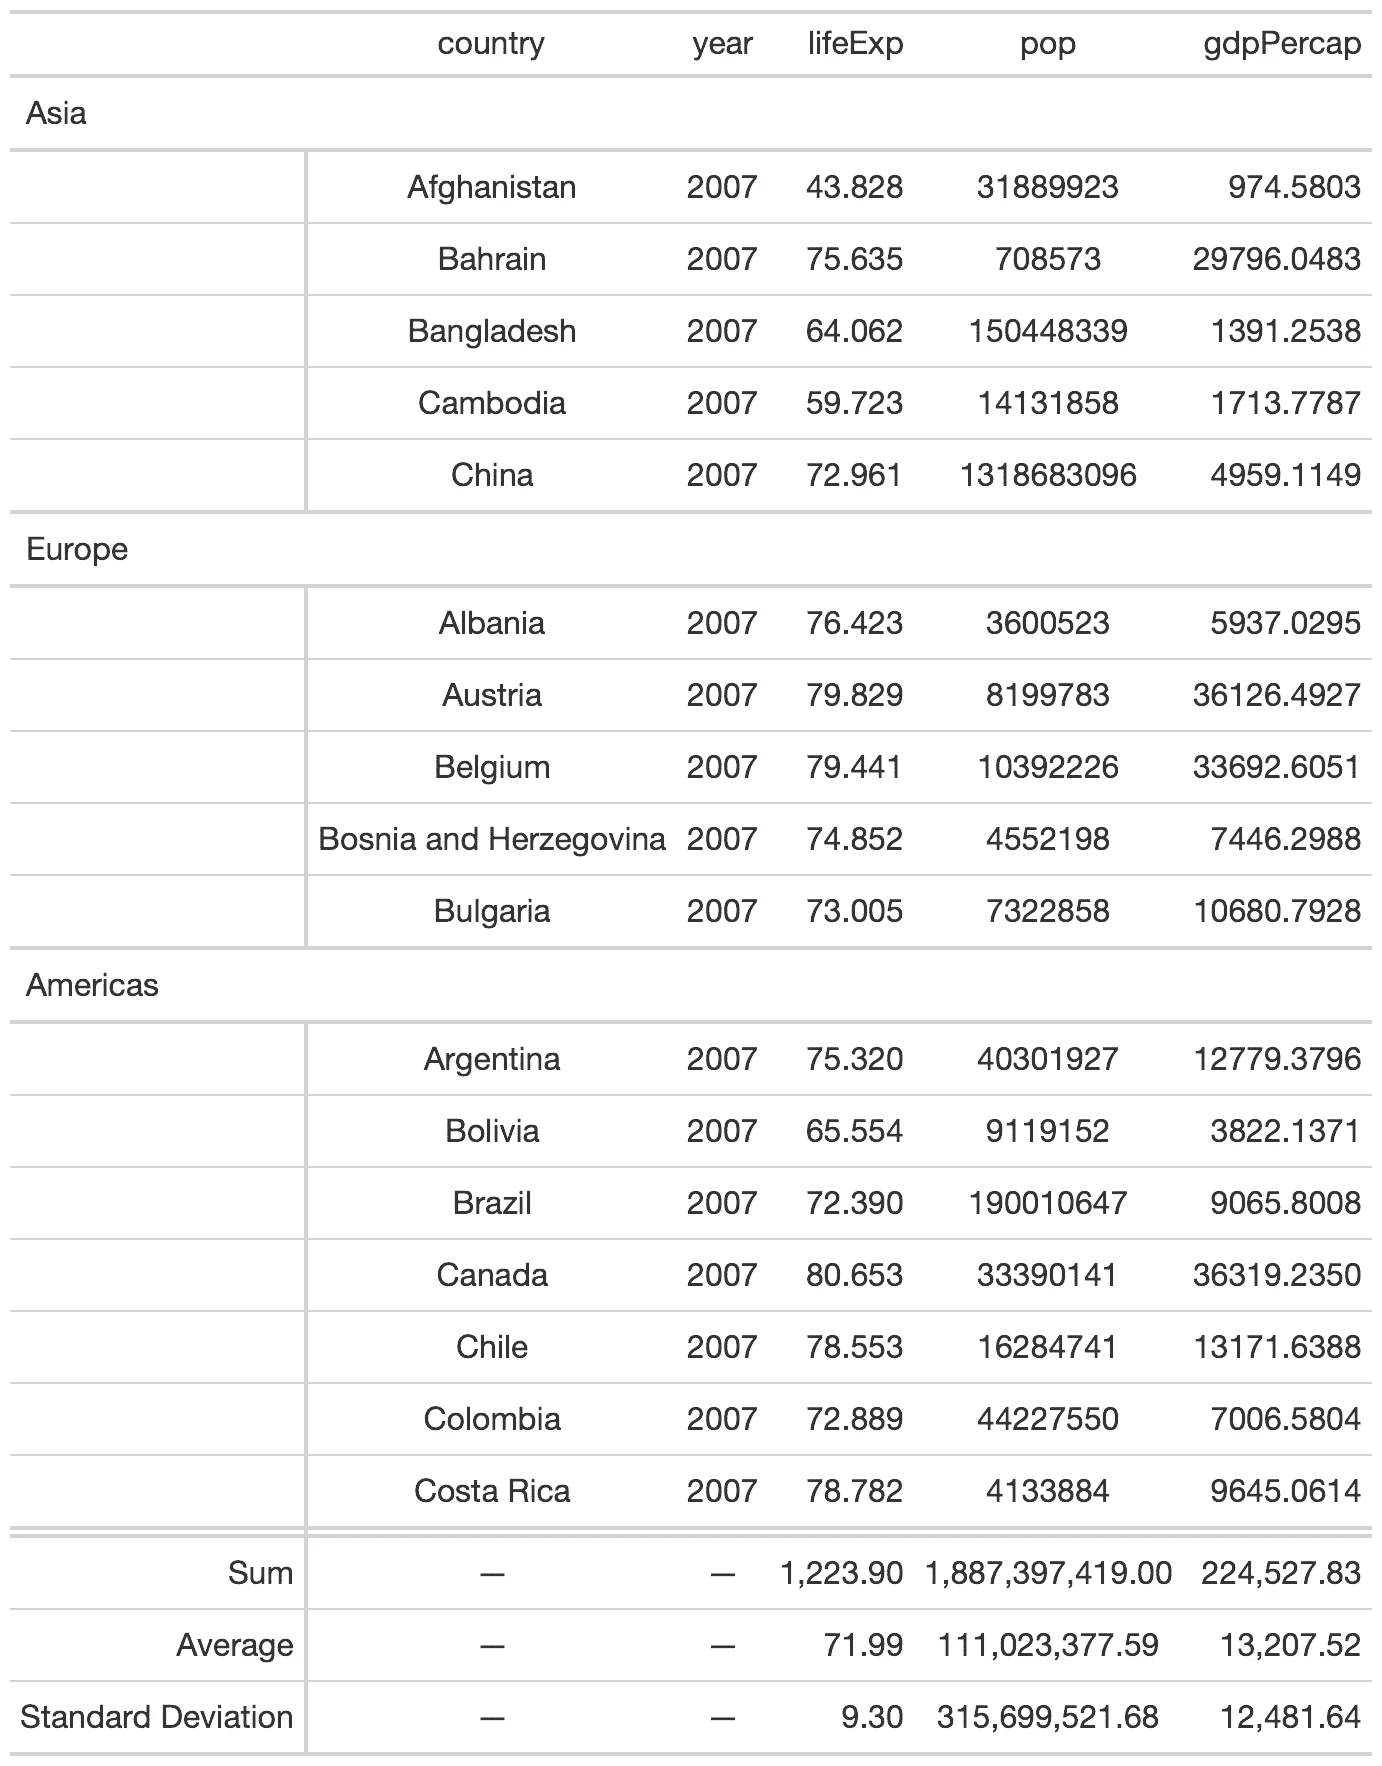 country year lifeExp pop gdpPercap
Asia
Afghanistan 2007 43.828 31889923 974.5803
Bahrain 2007 75.635 708573 29796.0483
Bangladesh 2007 64.062 150448339 1391.2538
Cambodia 2007 59.723 14131858 1713.7787
China 2007 72.961 1318683096 4959.1149
Europe
Albania 2007 76.423 3600523 5937.0295
Austria 2007 79.829 8199783 36126.4927
Belgium 2007 79.441 10392226 33692.6051
Bosnia and Herzegovina 2007 74.852 4552198 7446.2988
Bulgaria 2007 73.005 7322858 10680.7928
Americas
Argentina 2007 75.320 40301927 12779.3796
Bolivia 2007 65.554 9119152 3822.1371
Brazil 2007 72.390 190010647 9065.8008
Canada 2007 80.653 33390141 36319.2350
Chile 2007 78.553 16284741 13171.6388
Colombia 2007 72.889 44227550 7006.5804
Costa Rica 2007 78.782 4133884 9645.0614
Sum — — 1,223.90 1,887,397,419.00 224,527.83
Average — — 71.99 111,023,377.59 13,207.52
Standard Deviation — — 9.30 315,699,521.68 12,481.64